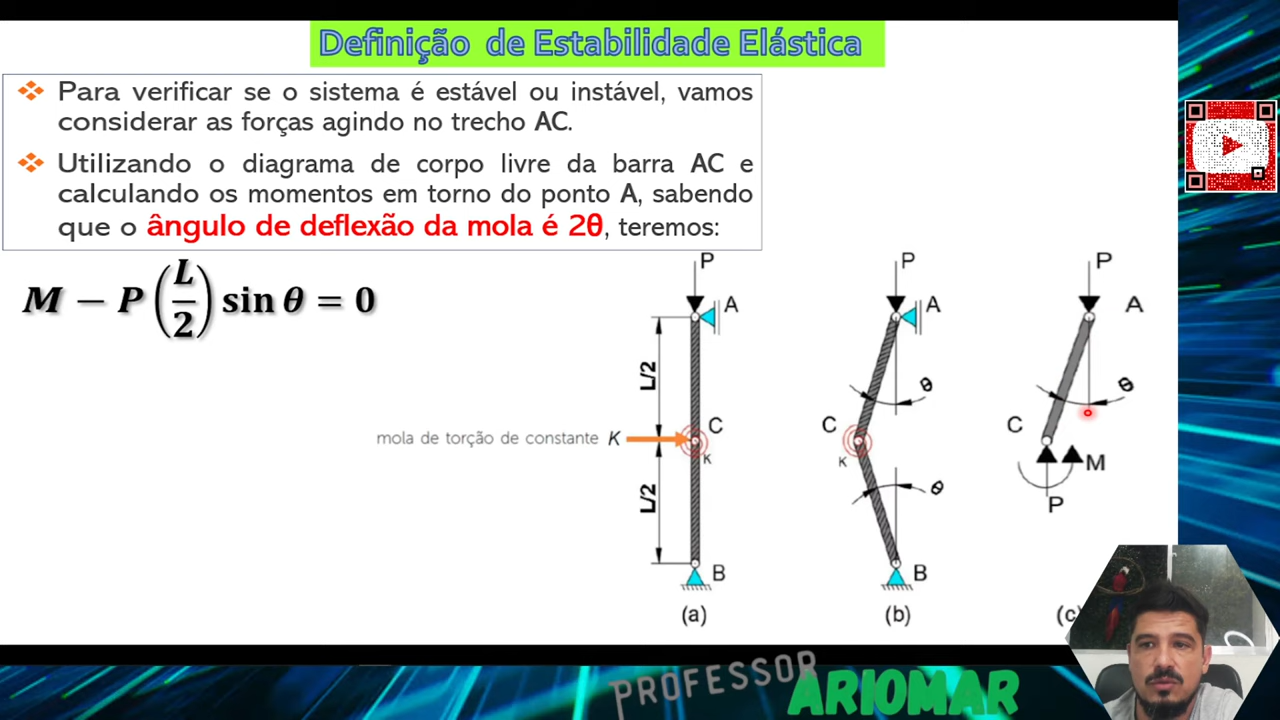 Definição de Estabilidade Elástica
Para verificar se o sistema é estável ou instável, vamos
considerar as forças agindo no trecho AC.
Utilizando o diagrama de corpo livre da barra AC e
calculando os momentos em torno do ponto A, sabendo
que o ângulo de deflexão da mola é 2θ, teremos:
M − P (L/2) sin θ = 0
P
A
L/2
mola de torção de constante K
C
K
L/2
B
(a)
P
A
θ
C
K
θ
B
(b)
P
A
θ
C
M
P
(c
PROFESSOR
ARIOMAR